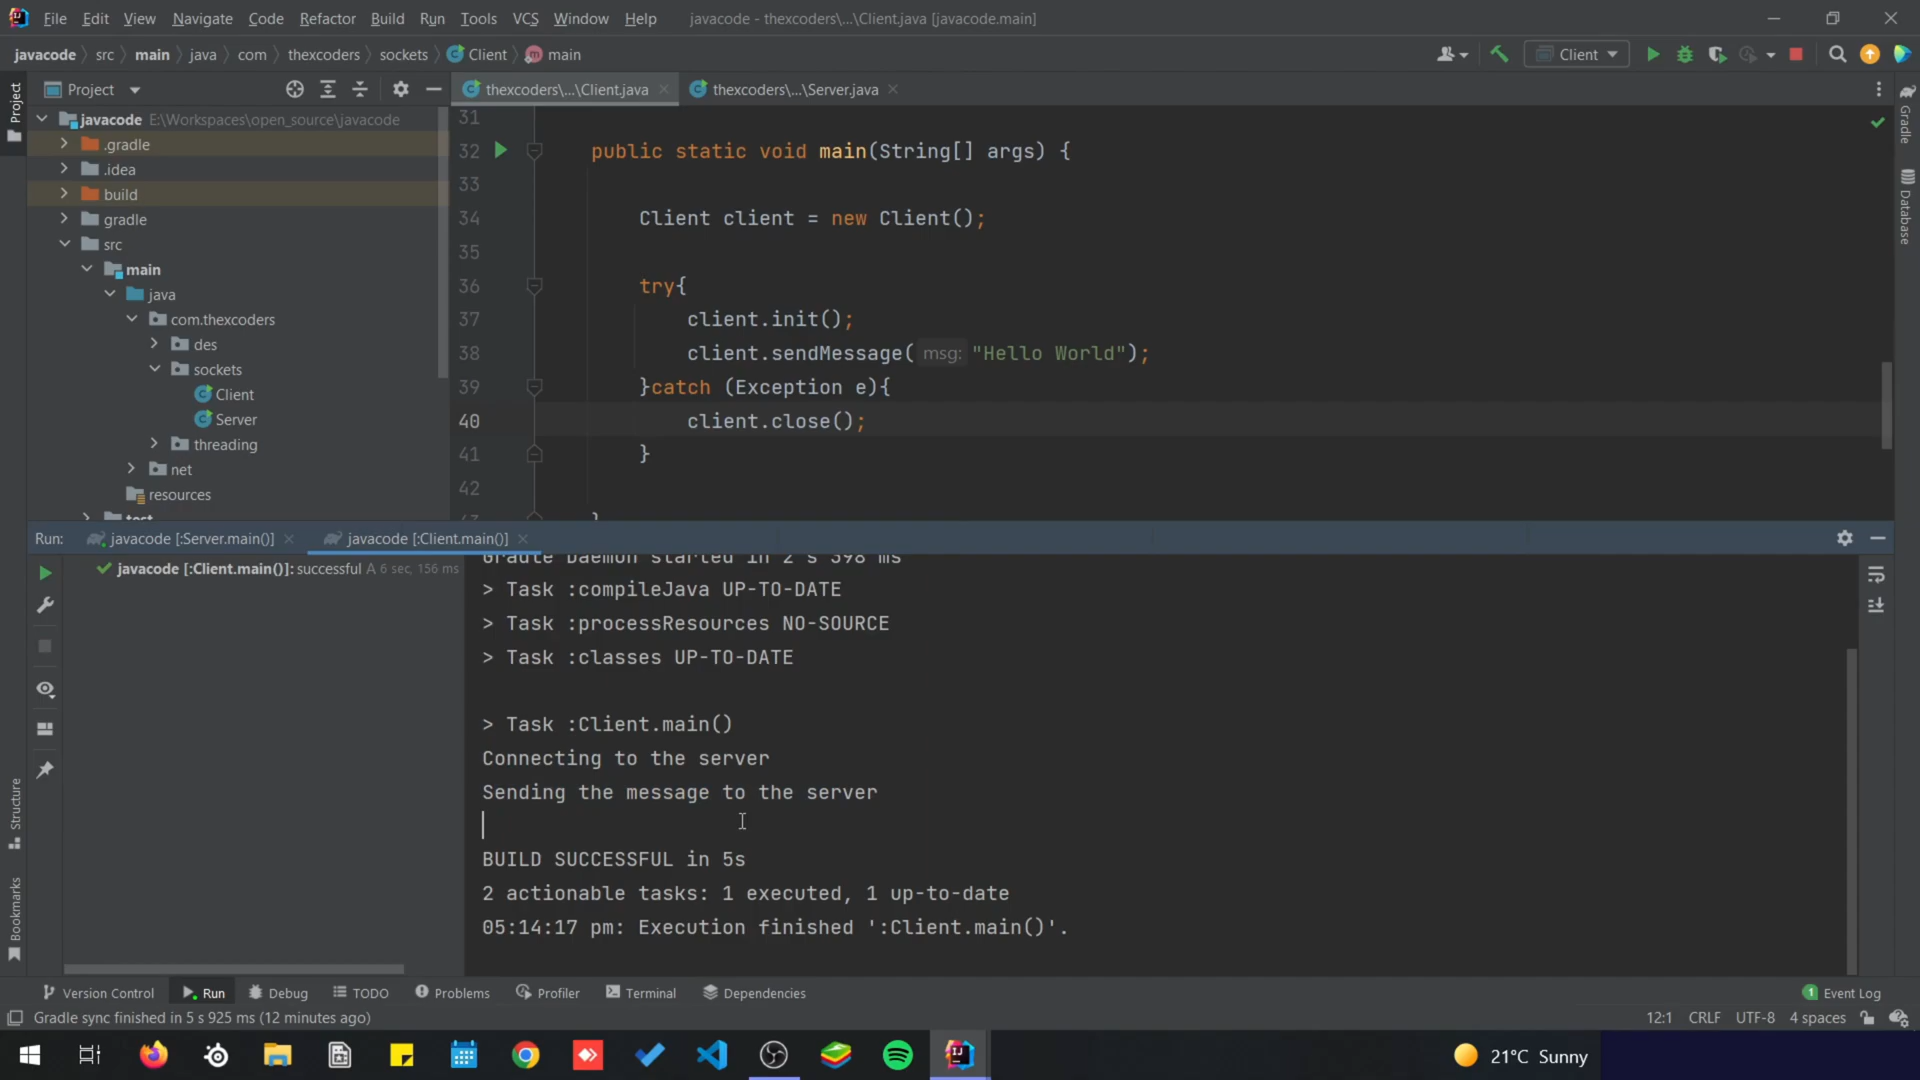 File Edit View Navigate Code Refactor Build Run Tools VCS Window Help javacode - thexcoders\...\Client.java [javacode.main]
javacode src main java com thexcoders sockets Client main
Client
Project
thexcoders\...\Client.java
thexcoders\...\Server.java
Project
javacode E:\Workspaces\open_source\javacode
.gradle
.idea
build
gradle
src
main
java
com.thexcoders
des
sockets
Client
Server
threading
net
resources
test
31
32 public static void main(String[] args) {
33
34 Client client = new Client();
35
36 try{
37 client.init();
38 client.sendMessage( msg: "Hello World");
39 }catch (Exception e){
40 client.close();
41 }
42
43 }
Gradle
Database
Run: javacode [:Server.main()] javacode [:Client.main()]
javacode [:Client.main()]: successful A 6 sec, 156 ms
Gradle Daemon started in 2 s 398 ms
> Task :compileJava UP-TO-DATE
> Task :processResources NO-SOURCE
> Task :classes UP-TO-DATE
> Task :Client.main()
Connecting to the server
Sending the message to the server
BUILD SUCCESSFUL in 5s
2 actionable tasks: 1 executed, 1 up-to-date
05:14:17 pm: Execution finished ':Client.main()'.
Structure
Bookmarks
Version Control Run Debug TODO Problems Profiler Terminal Dependencies 1 Event Log
Gradle sync finished in 5 s 925 ms (12 minutes ago) 12:1 CRLF UTF-8 4 spaces
21°C Sunny